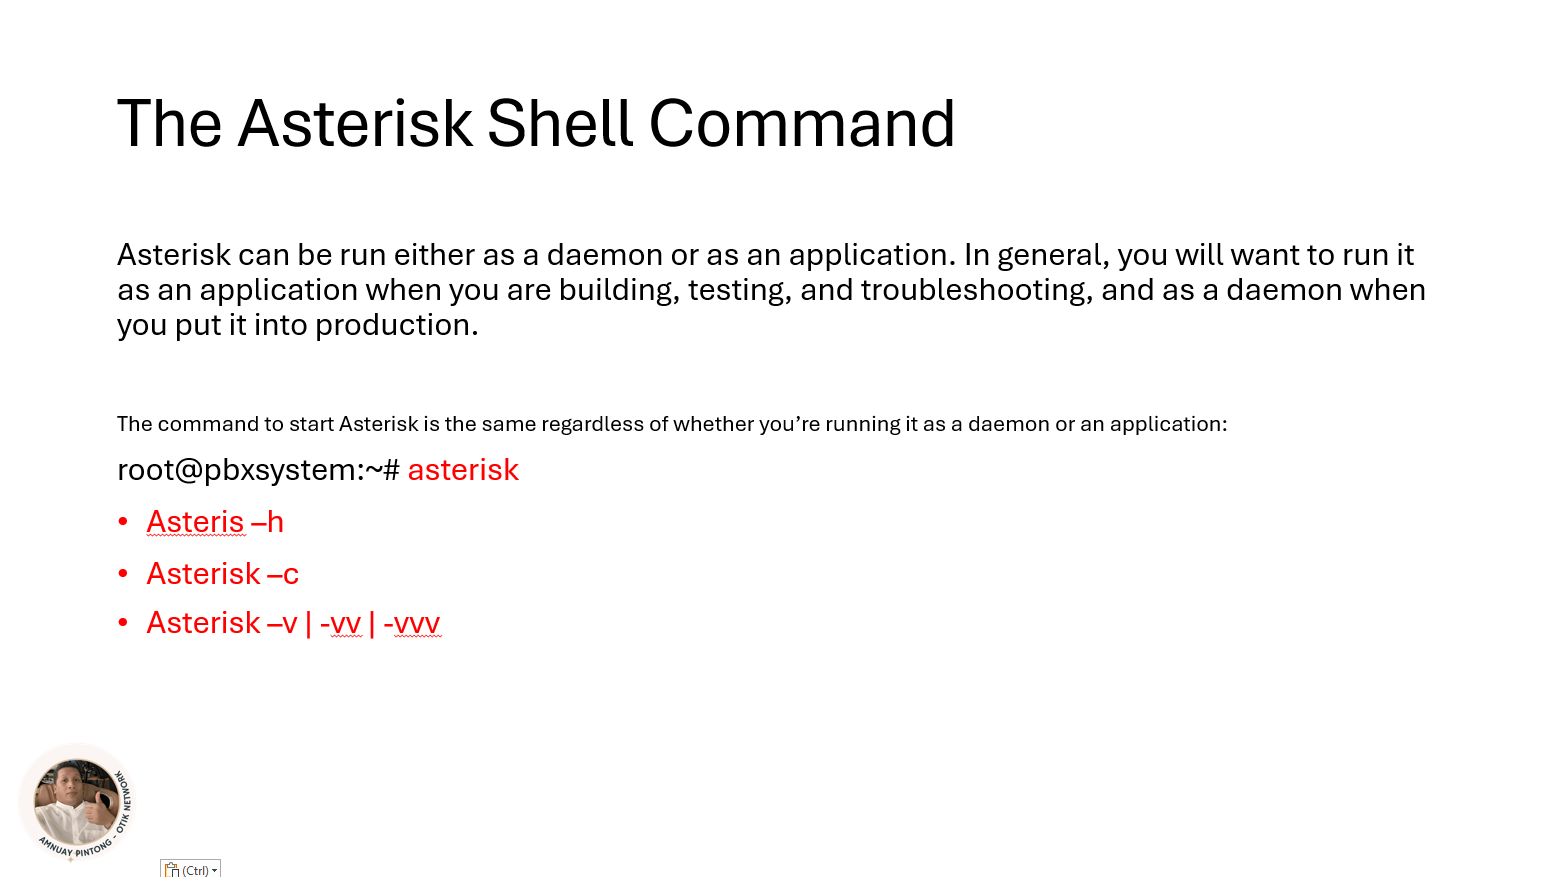 The Asterisk Shell Command
Asterisk can be run either as a daemon or as an application. In general, you will want to run it
as an application when you are building, testing, and troubleshooting, and as a daemon when
you put it into production.
The command to start Asterisk is the same regardless of whether you’re running it as a daemon or an application:
root@pbxsystem:~# asterisk
• Asteris –h
• Asterisk –c
• Asterisk –v | -vv | -vvv
AMNUAY PINTONG - OTIK NETWORK
(Ctrl)